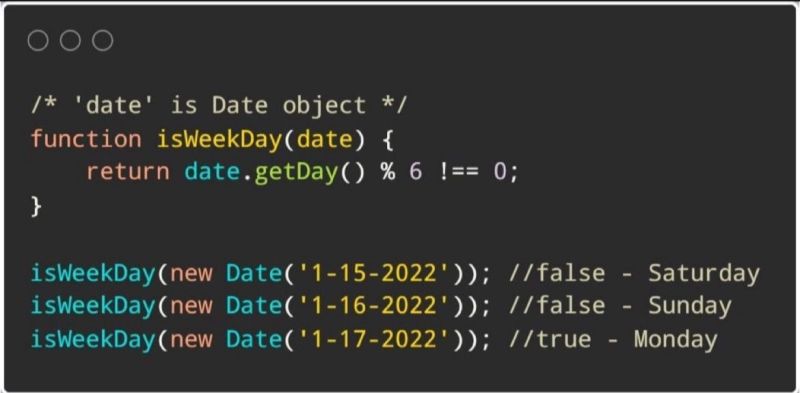 /* 'date' is Date object */
function isWeekDay(date) {
    return date.getDay() % 6 !== 0;
}
isWeekDay(new Date('1-15-2022')); //false - Saturday
isWeekDay(new Date('1-16-2022')); //false - Sunday
isWeekDay(new Date('1-17-2022')); //true - Monday